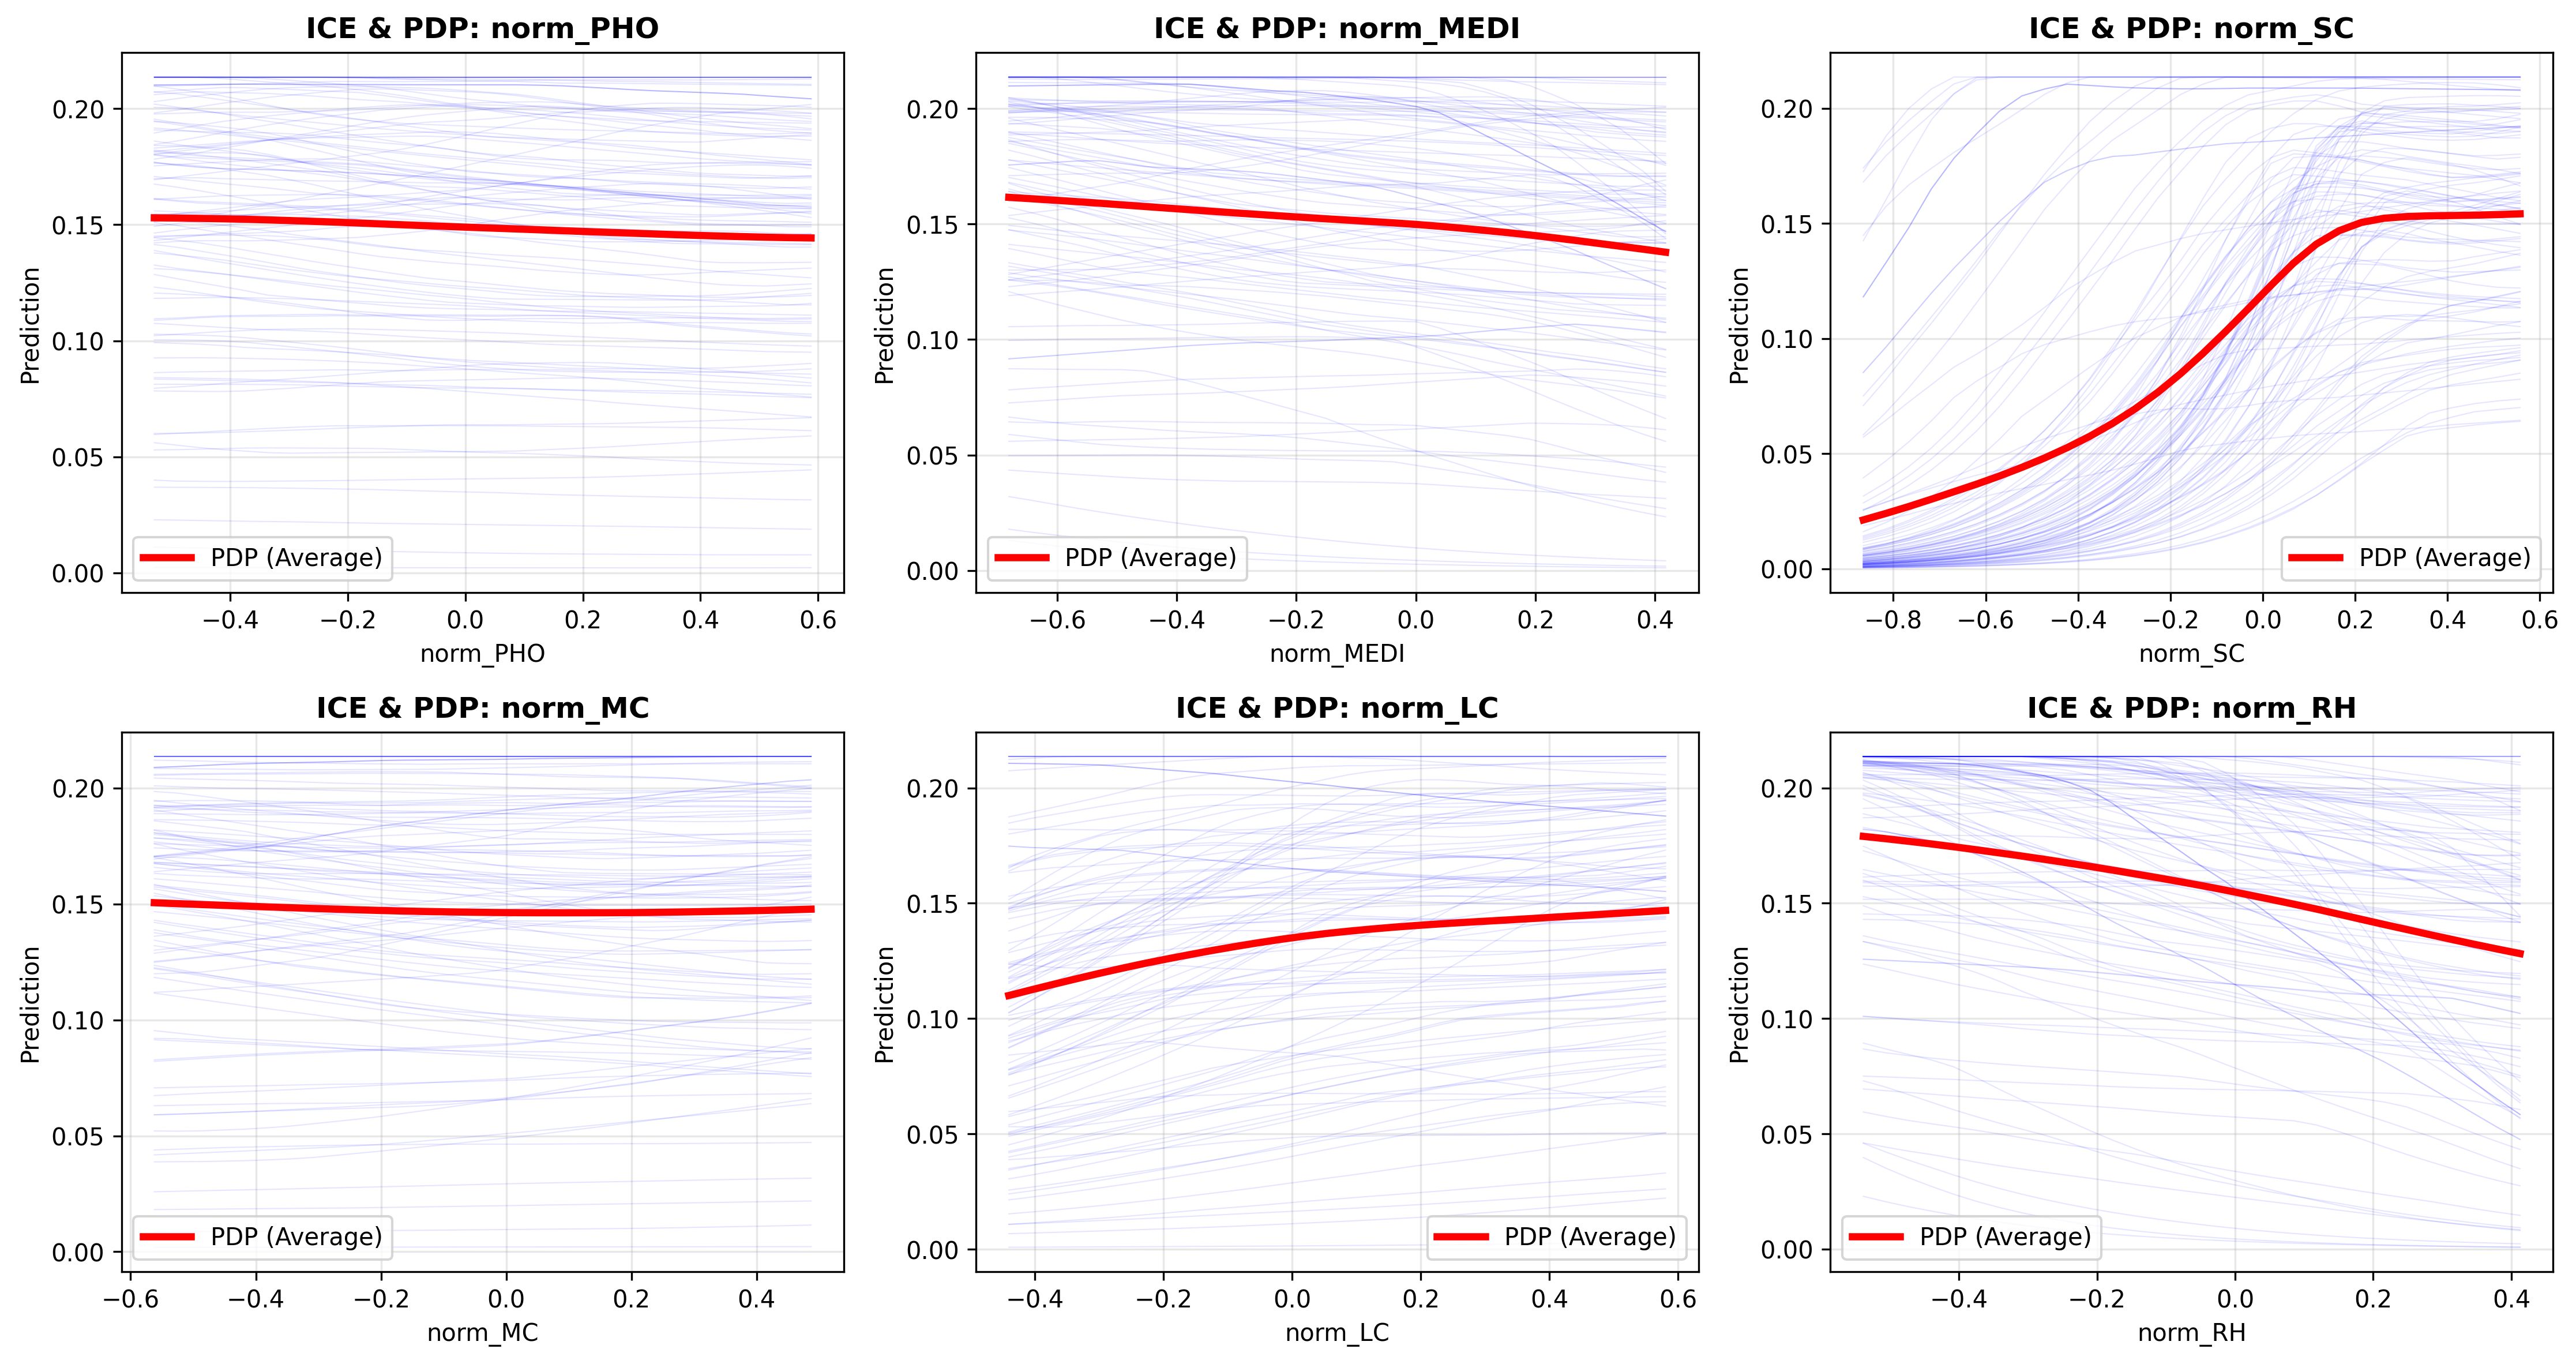 ICE & PDP: norm_PHO
Prediction
0.20
0.15
0.10
0.05
0.00
PDP (Average)
−0.4 −0.2 0.0 0.2 0.4 0.6
norm_PHO
ICE & PDP: norm_MEDI
Prediction
0.20
0.15
0.10
0.05
0.00
PDP (Average)
−0.6 −0.4 −0.2 0.0 0.2 0.4
norm_MEDI
ICE & PDP: norm_SC
Prediction
0.20
0.15
0.10
0.05
0.00
PDP (Average)
−0.8 −0.6 −0.4 −0.2 0.0 0.2 0.4 0.6
norm_SC
ICE & PDP: norm_MC
Prediction
0.20
0.15
0.10
0.05
0.00
PDP (Average)
−0.6 −0.4 −0.2 0.0 0.2 0.4
norm_MC
ICE & PDP: norm_LC
Prediction
0.20
0.15
0.10
0.05
0.00
PDP (Average)
−0.4 −0.2 0.0 0.2 0.4 0.6
norm_LC
ICE & PDP: norm_RH
Prediction
0.20
0.15
0.10
0.05
0.00
PDP (Average)
−0.4 −0.2 0.0 0.2 0.4
norm_RH